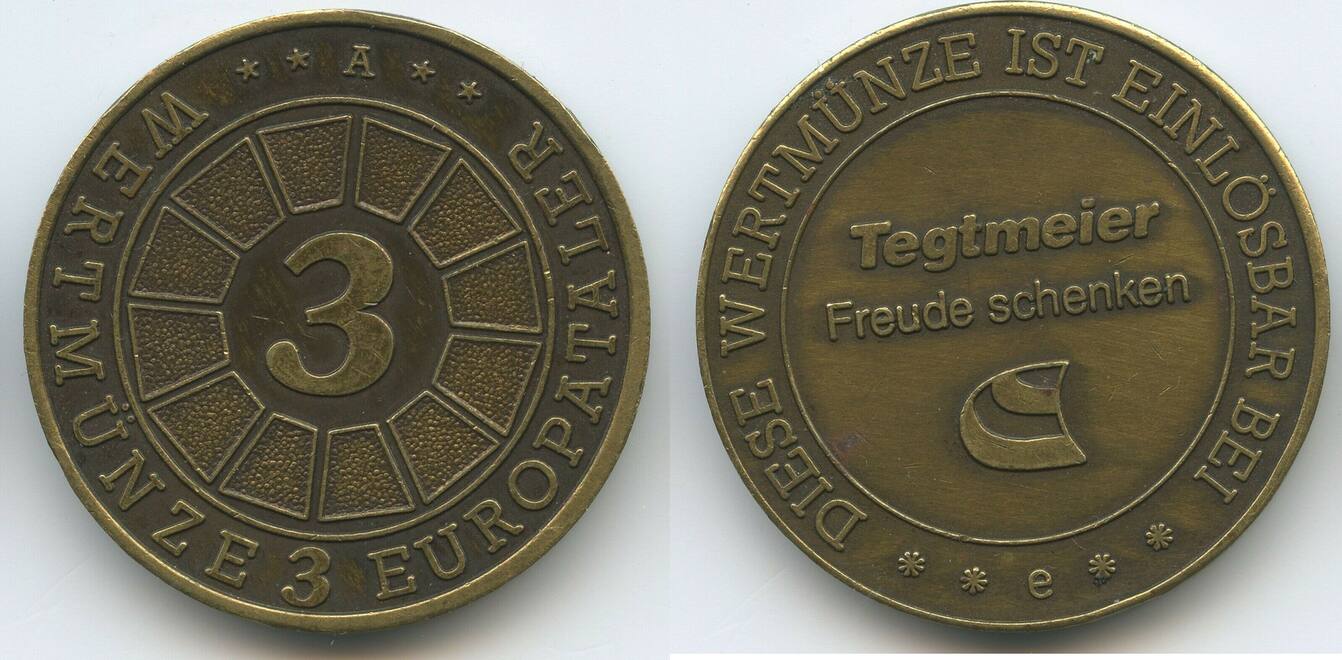 WERTMÜNZE 3 EUROPATALER
* * A * *
3
DIESE WERTMÜNZE IST EINLÖSBAR BEI
* * e * *
Tegtmeier
Freude schenken